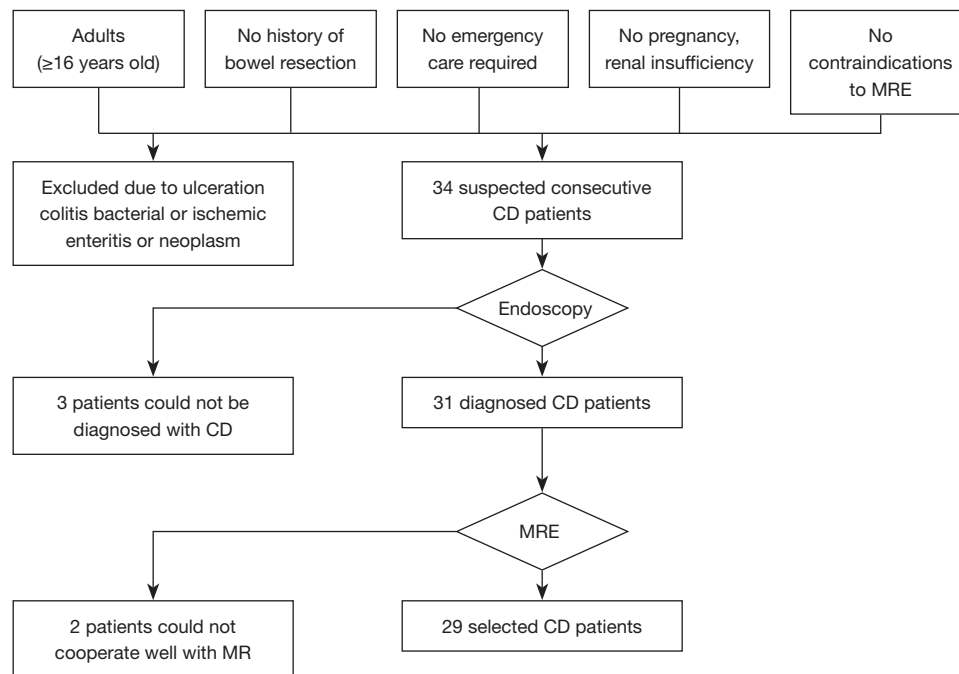 Adults
(≥16 years old)
No history of
bowel resection
No emergency
care required
No pregnancy,
renal insufficiency
No
contraindications
to MRE
Excluded due to ulceration
colitis bacterial or ischemic
enteritis or neoplasm
34 suspected consecutive
CD patients
Endoscopy
3 patients could not be
diagnosed with CD
31 diagnosed CD patients
MRE
2 patients could not
cooperate well with MR
29 selected CD patients